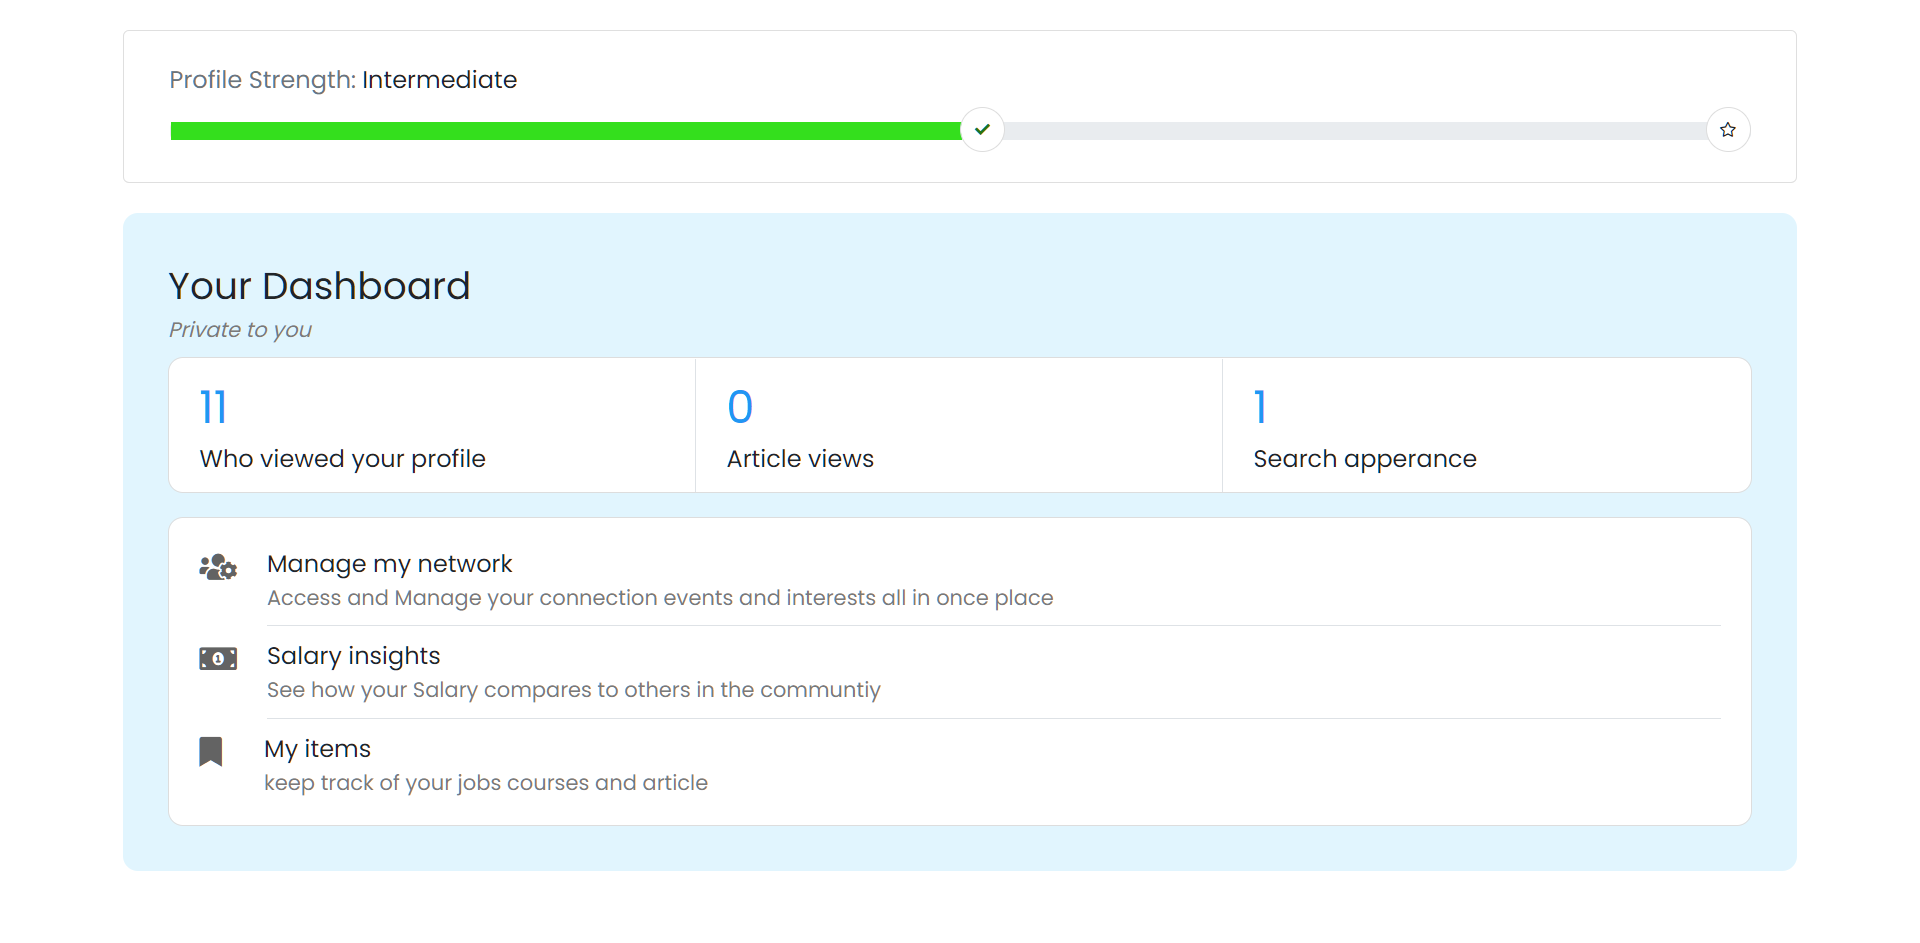 Profile Strength: Intermediate
Your Dashboard
Private to you
11
Who viewed your profile
0
Article views
1
Search apperance
Manage my network
Access and Manage your connection events and interests all in once place
1
Salary insights
See how your Salary compares to others in the communtiy
My items
keep track of your jobs courses and article